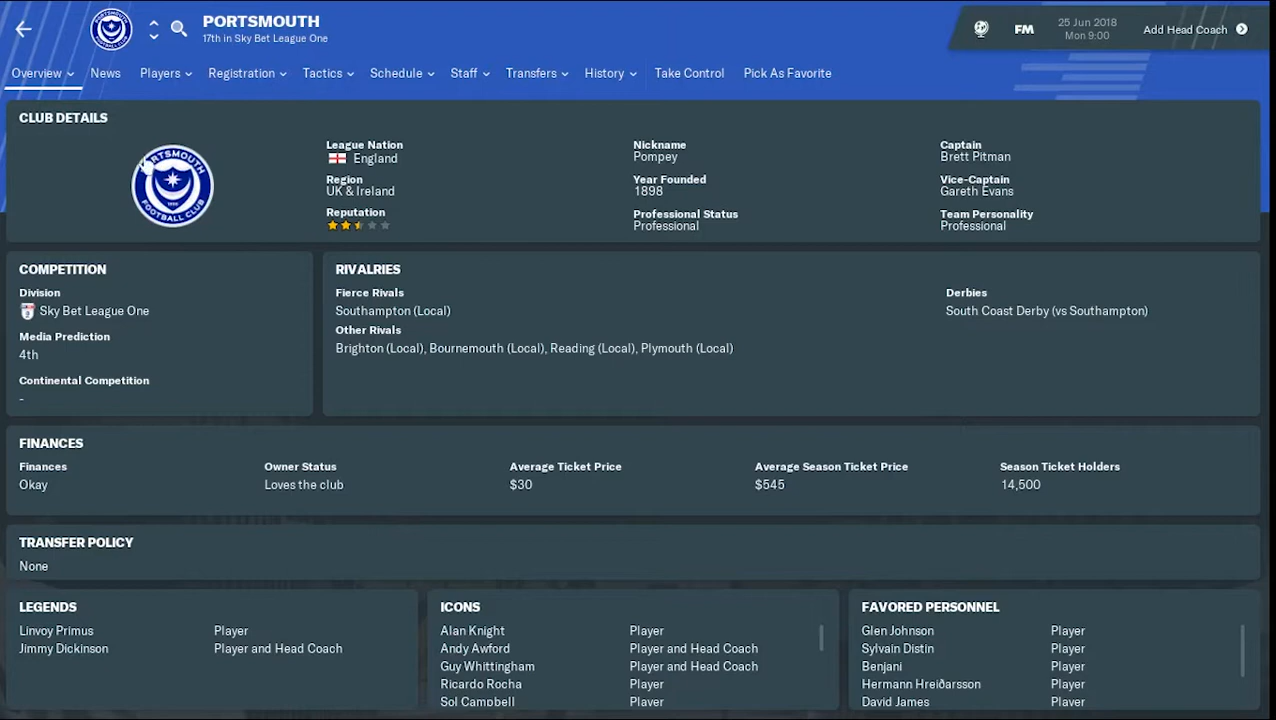 PORTSMOUTH
17th in Sky Bet League One
FM
25 Jun 2018
Mon 9:00
Add Head Coach
Overview News Players Registration Tactics Schedule Staff Transfers History Take Control Pick As Favorite
CLUB DETAILS
PORTSMOUTH
FOOTBALL CLUB
League Nation
England
Region
UK & Ireland
Reputation
Nickname
Pompey
Year Founded
1898
Professional Status
Professional
Captain
Brett Pitman
Vice-Captain
Gareth Evans
Team Personality
Professional
COMPETITION
Division
Sky Bet League One
Media Prediction
4th
Continental Competition
-
RIVALRIES
Fierce Rivals
Southampton (Local)
Other Rivals
Brighton (Local), Bournemouth (Local), Reading (Local), Plymouth (Local)
Derbies
South Coast Derby (vs Southampton)
FINANCES
Finances
Okay
Owner Status
Loves the club
Average Ticket Price
$30
Average Season Ticket Price
$545
Season Ticket Holders
14,500
TRANSFER POLICY
None
LEGENDS
Linvoy Primus Player
Jimmy Dickinson Player and Head Coach
ICONS
Alan Knight Player
Andy Awford Player and Head Coach
Guy Whittingham Player and Head Coach
Ricardo Rocha Player
Sol Campbell Player
FAVORED PERSONNEL
Glen Johnson Player
Sylvain Distin Player
Benjani Player
Hermann Hreiðarsson Player
David James Player